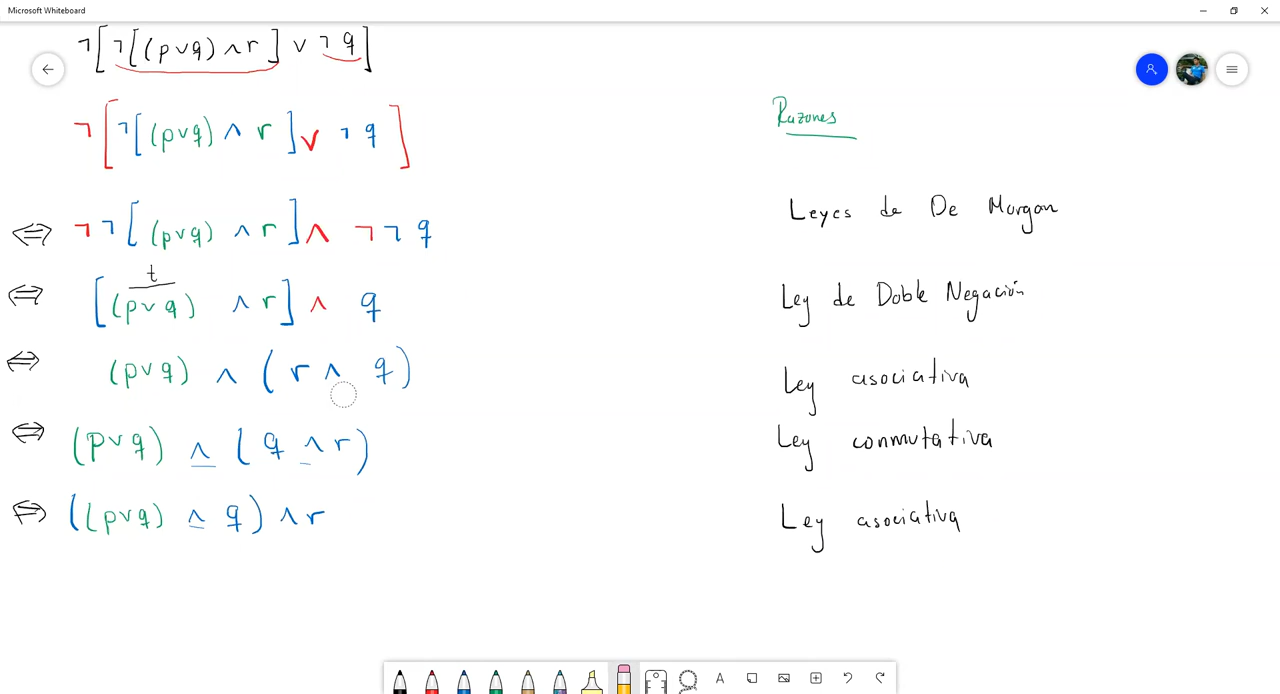 Microsoft Whiteboard
¬[¬[(p∨q) ∧ r] ∨ ¬q]
Razones
¬[¬[(p∨q) ∧ r] ∨ ¬q]
⇔ ¬¬[(p∨q) ∧ r] ∧ ¬¬q Leyes de De Morgan
t
⇔ [(p∨q) ∧ r] ∧ q Ley de Doble Negación
⇔ (p∨q) ∧ (r ∧ q) Ley asociativa
⇔ (p∨q) ∧ (q ∧ r) Ley conmutativa
⇔ ((p∨q) ∧ q) ∧ r Ley asociativa
A